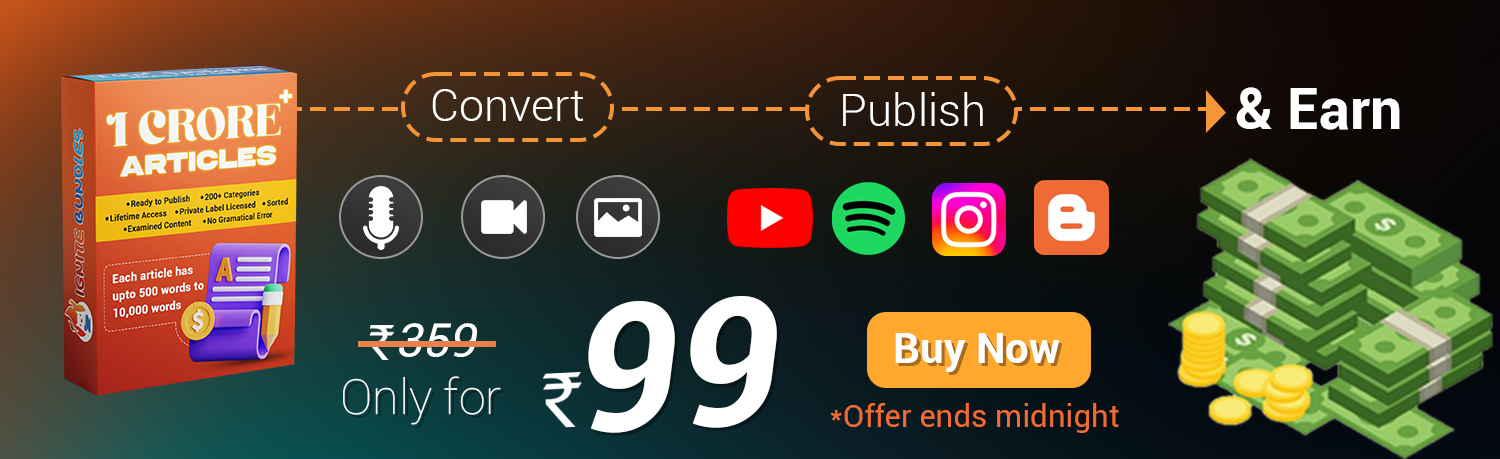 1 CRORE+
ARTICLES
•Ready to Publish •200+ Categories
•Lifetime Access •Private Label Licensed •Sorted
•Examined Content •No Gramatical Error
Each article has
upto 500 words to
10,000 words
A
$
IGNITE BUNDLES
Convert
Publish
& Earn
₹359
Only for
₹99
Buy Now
*Offer ends midnight
$
$